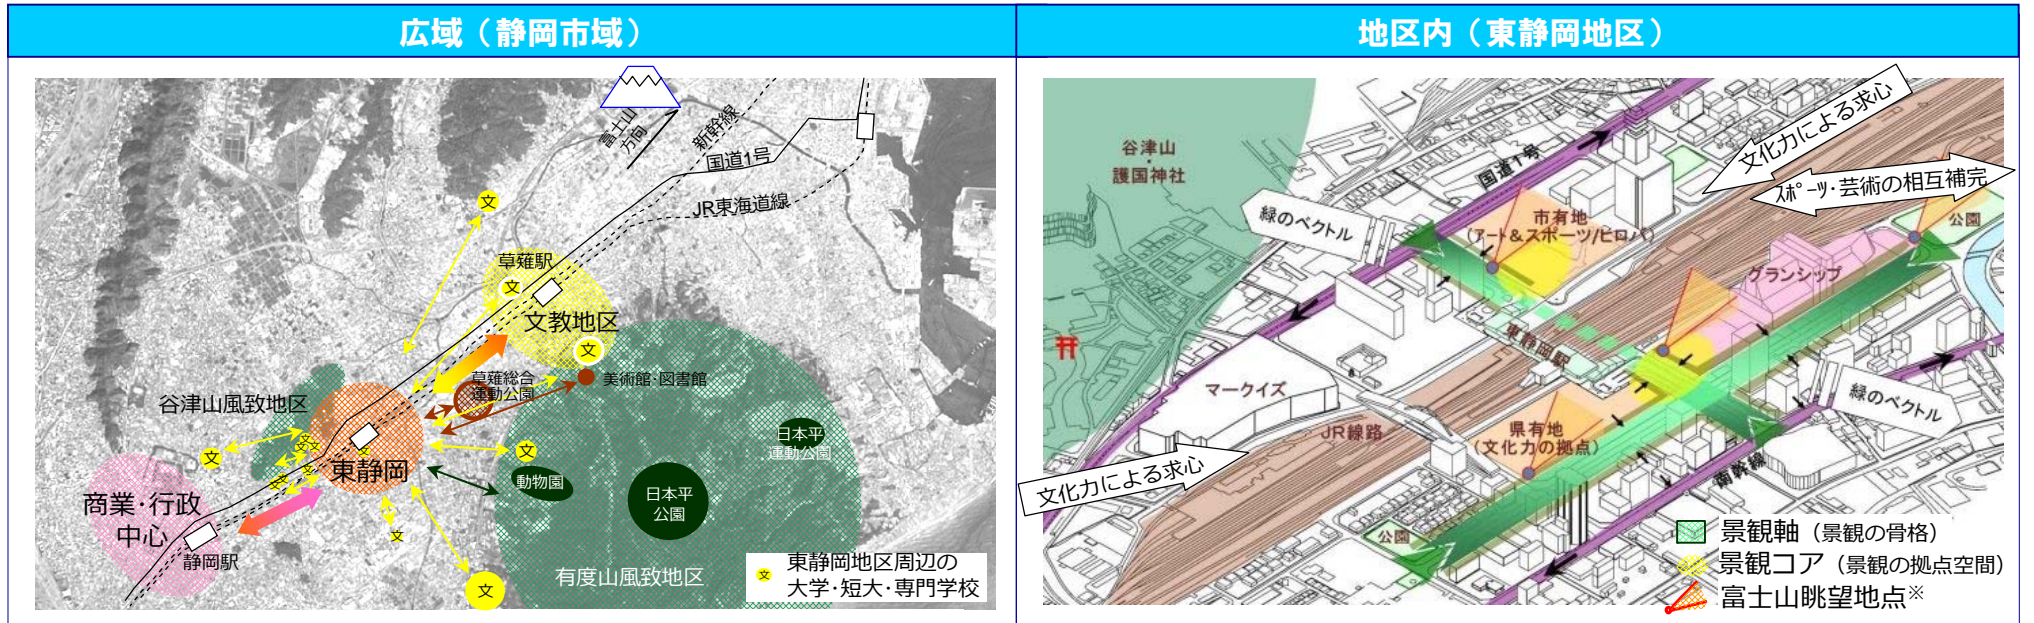 広域（静岡市域）
地区内（東静岡地区）
富士山
方向
新幹線
国道1号
JR東海道線
文
草薙駅
文
文教地区
文
草薙総合
運動公園
美術館･図書館
谷津山風致地区
文
文
文
文
文
文
文
文
東静岡
文
動物園
日本平
運動公園
日本平
公園
商業･行政
中心
静岡駅
文
文
有度山風致地区
文
東静岡地区周辺の
大学･短大･専門学校
谷津山
・
護国神社
国道1号
文化力による求心
ｽﾎﾟｰﾂ･芸術の相互補完
緑のベクトル
市有地
(アート＆スポーツ/ヒロバ)
公園
グランシップ
東静岡駅
マークイズ
緑のベクトル
JR線路
県有地
(文化力の拠点)
南幹線
文化力による求心
公園
景観軸（景観の骨格）
景観コア（景観の拠点空間）
富士山眺望地点※